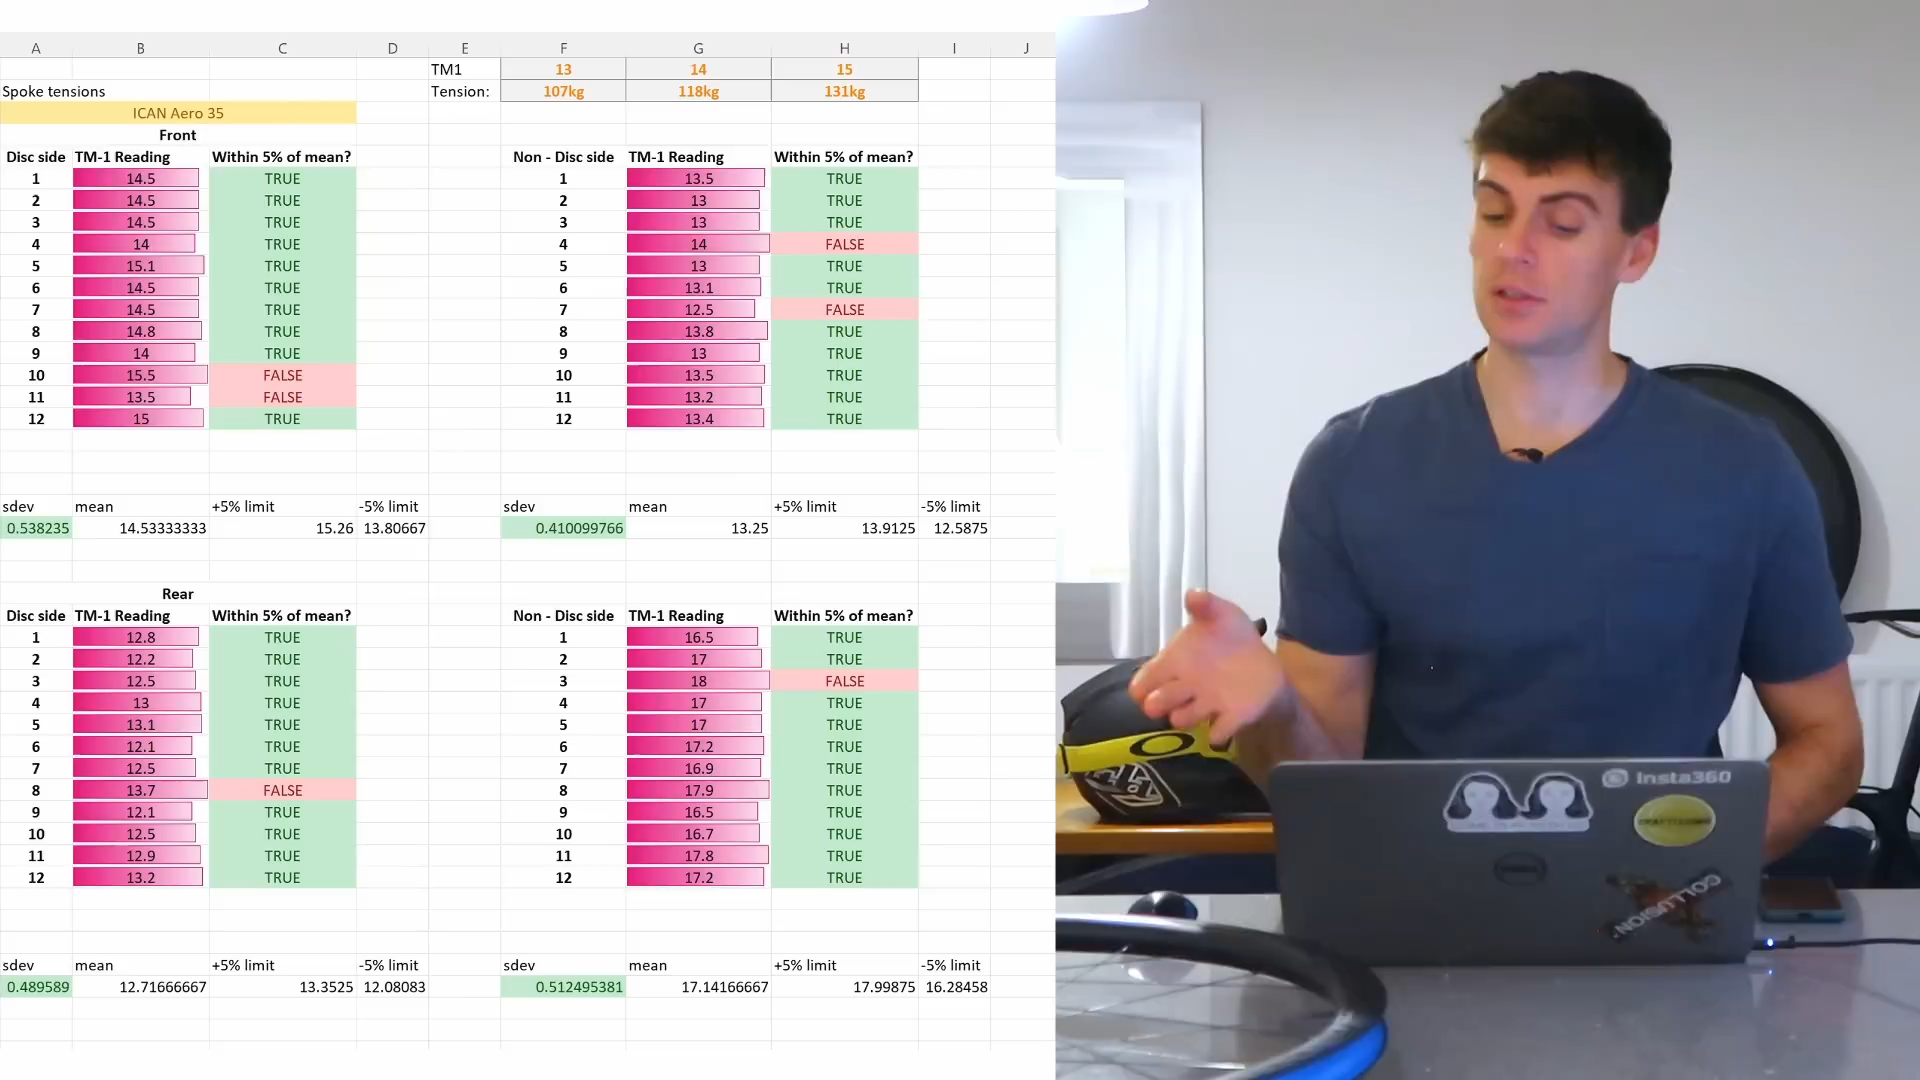 A B C D E F G H I J
TM1 13 14 15
Spoke tensions Tension: 107kg 118kg 131kg
ICAN Aero 35
Front
Disc side TM-1 Reading Within 5% of mean? Non - Disc side TM-1 Reading Within 5% of mean?
1 14.5 TRUE 1 13.5 TRUE
2 14.5 TRUE 2 13 TRUE
3 14.5 TRUE 3 13 TRUE
4 14 TRUE 4 14 FALSE
5 15.1 TRUE 5 13 TRUE
6 14.5 TRUE 6 13.1 TRUE
7 14.5 TRUE 7 12.5 FALSE
8 14.8 TRUE 8 13.8 TRUE
9 14 TRUE 9 13 TRUE
10 15.5 FALSE 10 13.5 TRUE
11 13.5 FALSE 11 13.2 TRUE
12 15 TRUE 12 13.4 TRUE
sdev mean +5% limit -5% limit sdev mean +5% limit -5% limit
0.538235 14.53333333 15.26 13.80667 0.410099766 13.25 13.9125 12.5875
Rear
Disc side TM-1 Reading Within 5% of mean? Non - Disc side TM-1 Reading Within 5% of mean?
1 12.8 TRUE 1 16.5 TRUE
2 12.2 TRUE 2 17 TRUE
3 12.5 TRUE 3 18 FALSE
4 13 TRUE 4 17 TRUE
5 13.1 TRUE 5 17 TRUE
6 12.1 TRUE 6 17.2 TRUE
7 12.5 TRUE 7 16.9 TRUE
8 13.7 FALSE 8 17.9 TRUE
9 12.1 TRUE 9 16.5 TRUE
10 12.5 TRUE 10 16.7 TRUE
11 12.9 TRUE 11 17.8 TRUE
12 13.2 TRUE 12 17.2 TRUE
sdev mean +5% limit -5% limit sdev mean +5% limit -5% limit
0.489589 12.71666667 13.3525 12.08083 0.512495381 17.14166667 17.99875 16.28458
Insta360
COLLUSION